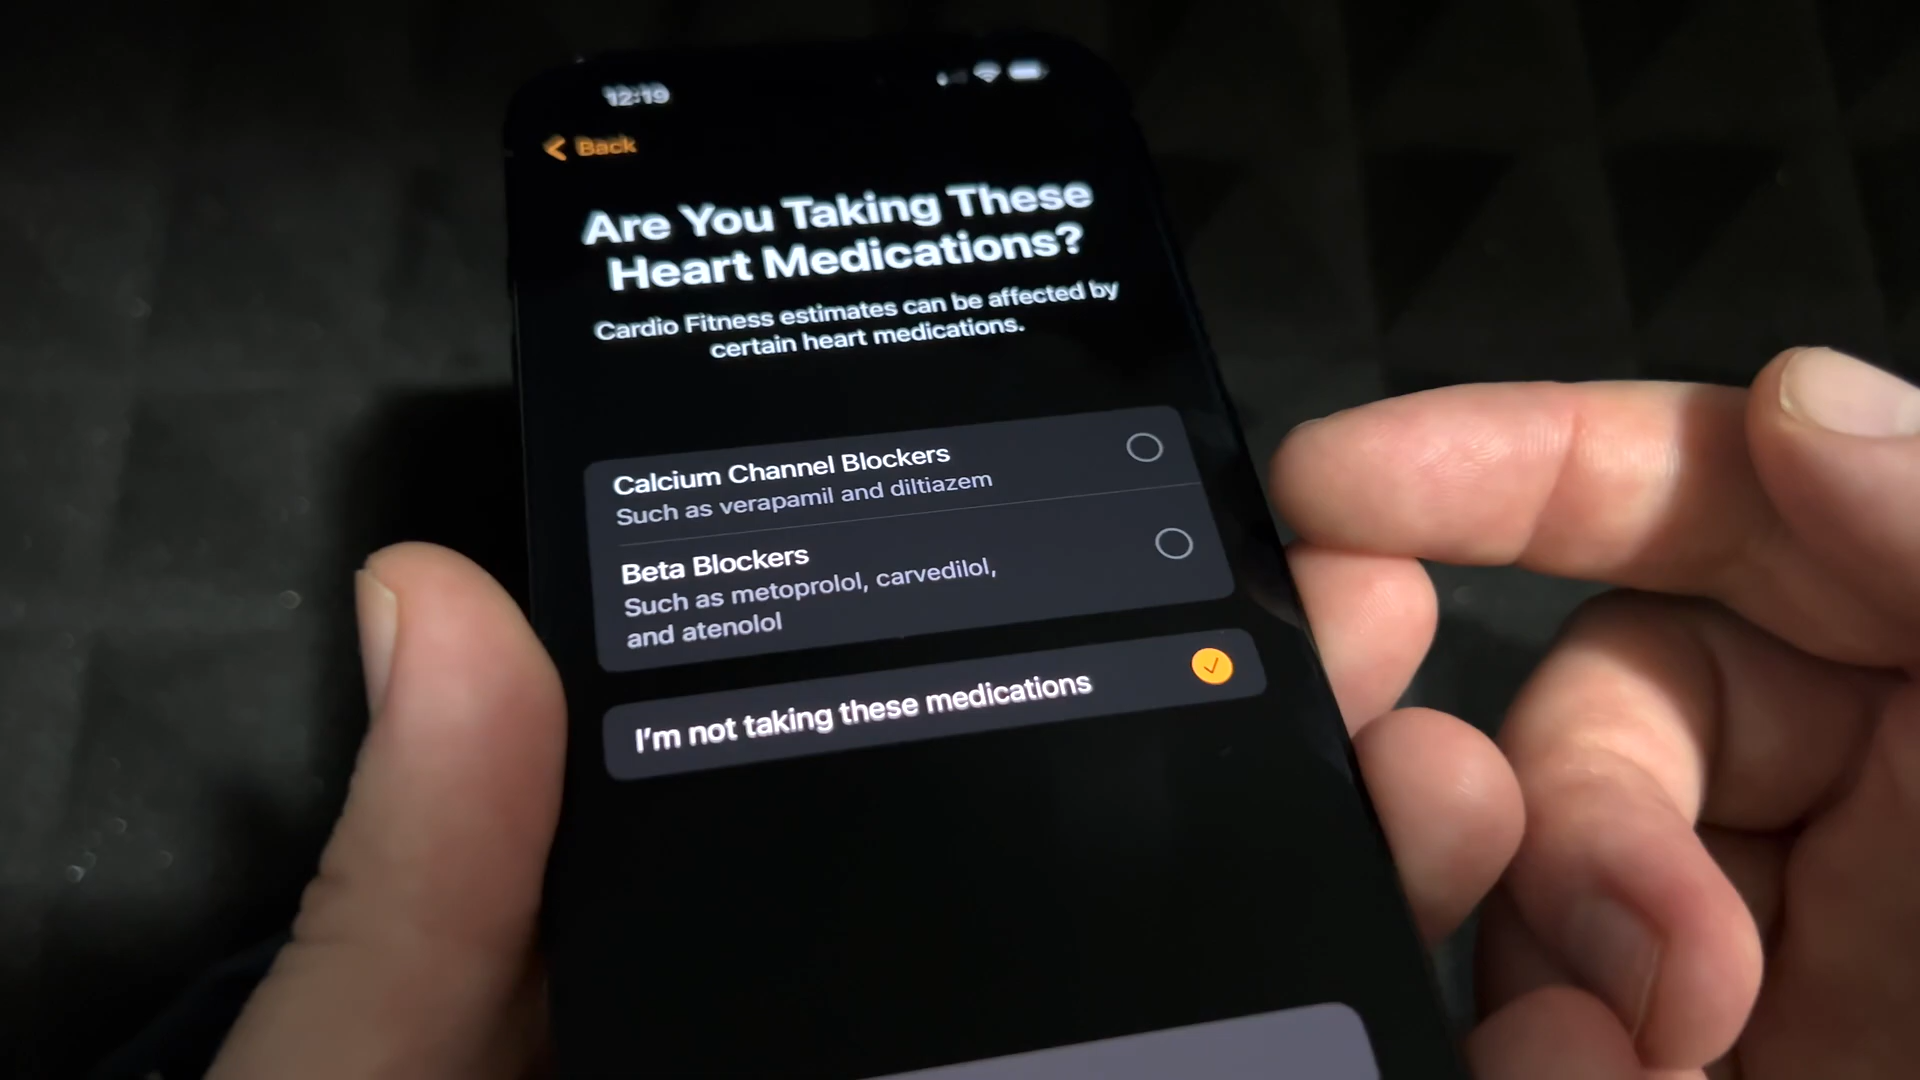 12:19
Back
Are You Taking These
Heart Medications?
Cardio Fitness estimates can be affected by
certain heart medications.
Calcium Channel Blockers
Such as verapamil and diltiazem
Beta Blockers
Such as metoprolol, carvedilol,
and atenolol
I'm not taking these medications